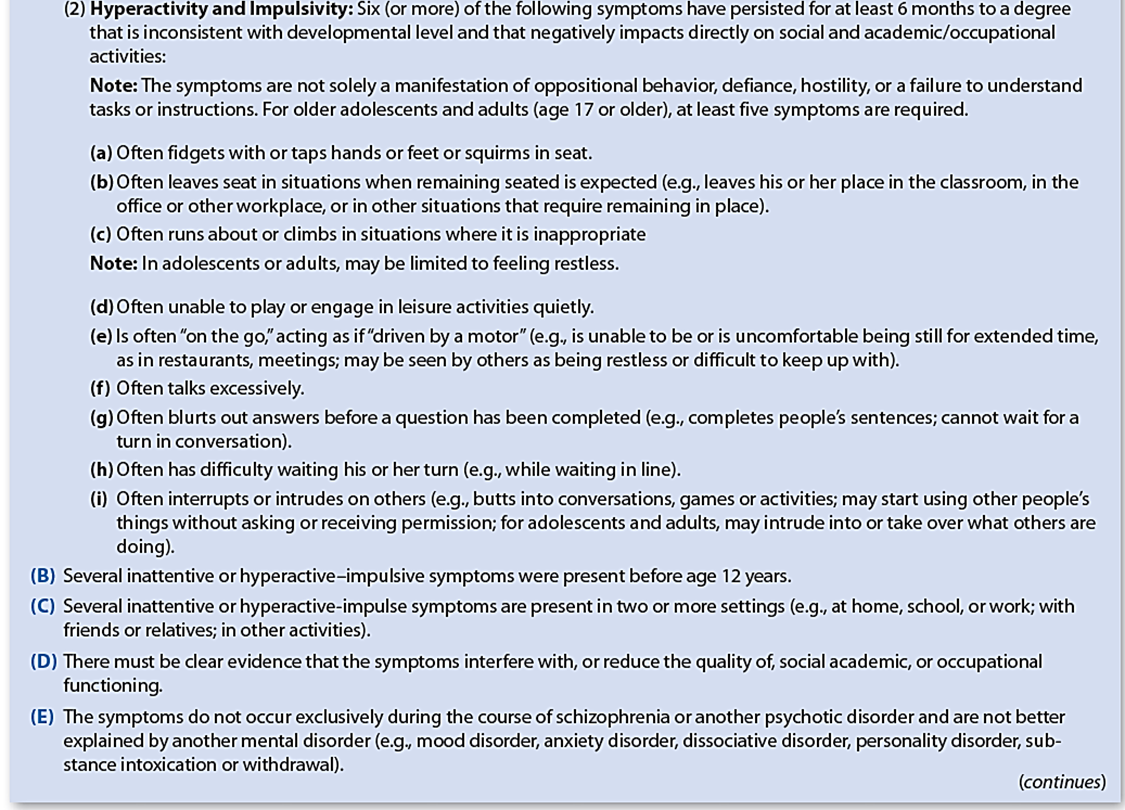 (2) Hyperactivity and Impulsivity: Six (or more) of the following symptoms have persisted for at least 6 months to a degree
that is inconsistent with developmental level and that negatively impacts directly on social and academic/occupational
activities:
Note: The symptoms are not solely a manifestation of oppositional behavior, defiance, hostility, or a failure to understand
tasks or instructions. For older adolescents and adults (age 17 or older), at least five symptoms are required.
(a) Often fidgets with or taps hands or feet or squirms in seat.
(b) Often leaves seat in situations when remaining seated is expected (e.g., leaves his or her place in the classroom, in the
office or other workplace, or in other situations that require remaining in place).
(c) Often runs about or climbs in situations where it is inappropriate
Note: In adolescents or adults, may be limited to feeling restless.
(d) Often unable to play or engage in leisure activities quietly.
(e) Is often “on the go,” acting as if “driven by a motor” (e.g., is unable to be or is uncomfortable being still for extended time,
as in restaurants, meetings; may be seen by others as being restless or difficult to keep up with).
(f) Often talks excessively.
(g) Often blurts out answers before a question has been completed (e.g., completes people’s sentences; cannot wait for a
turn in conversation).
(h) Often has difficulty waiting his or her turn (e.g., while waiting in line).
(i) Often interrupts or intrudes on others (e.g., butts into conversations, games or activities; may start using other people’s
things without asking or receiving permission; for adolescents and adults, may intrude into or take over what others are
doing).
(B) Several inattentive or hyperactive–impulsive symptoms were present before age 12 years.
(C) Several inattentive or hyperactive-impulse symptoms are present in two or more settings (e.g., at home, school, or work; with
friends or relatives; in other activities).
(D) There must be clear evidence that the symptoms interfere with, or reduce the quality of, social academic, or occupational
functioning.
(E) The symptoms do not occur exclusively during the course of schizophrenia or another psychotic disorder and are not better
explained by another mental disorder (e.g., mood disorder, anxiety disorder, dissociative disorder, personality disorder, sub-
stance intoxication or withdrawal).
(continues)